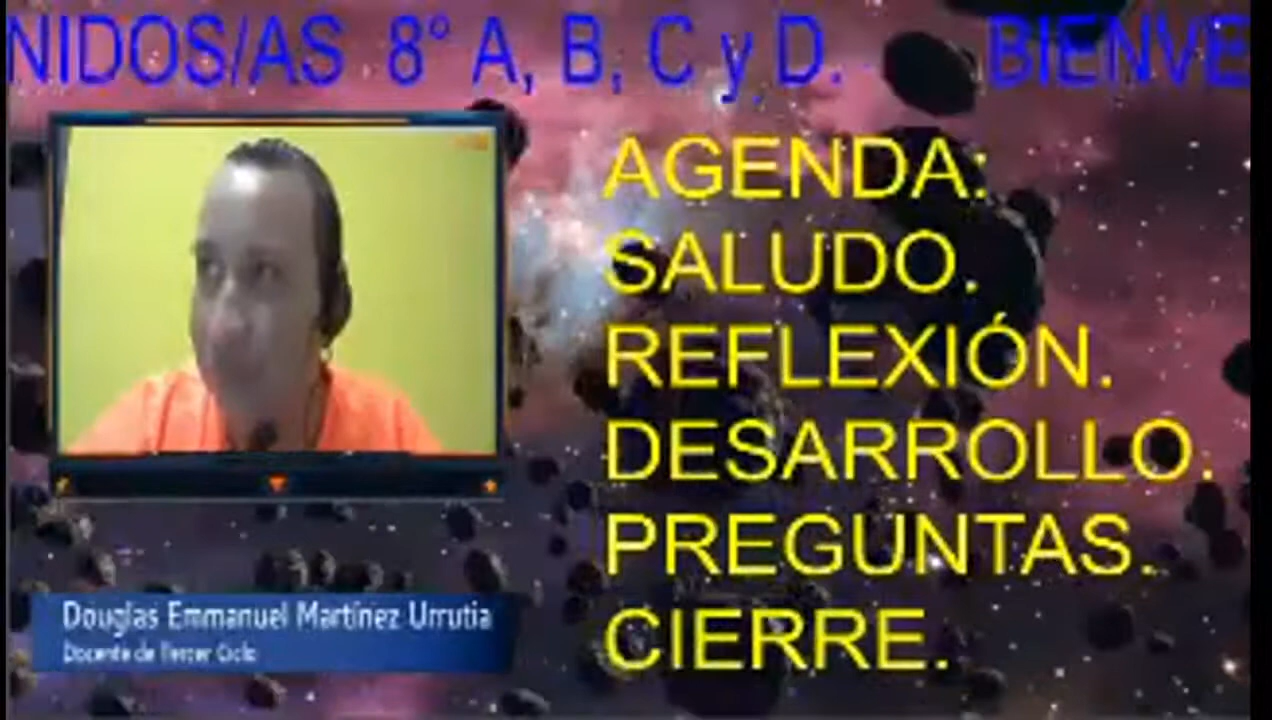 NIDOS/AS 8° A, B, C y D. BIENVE
AGENDA:
SALUDO.
REFLEXIÓN.
DESARROLLO.
PREGUNTAS.
CIERRE.
Douglas Emmanuel Martínez Urrutia
Docente de Tercer Ciclo